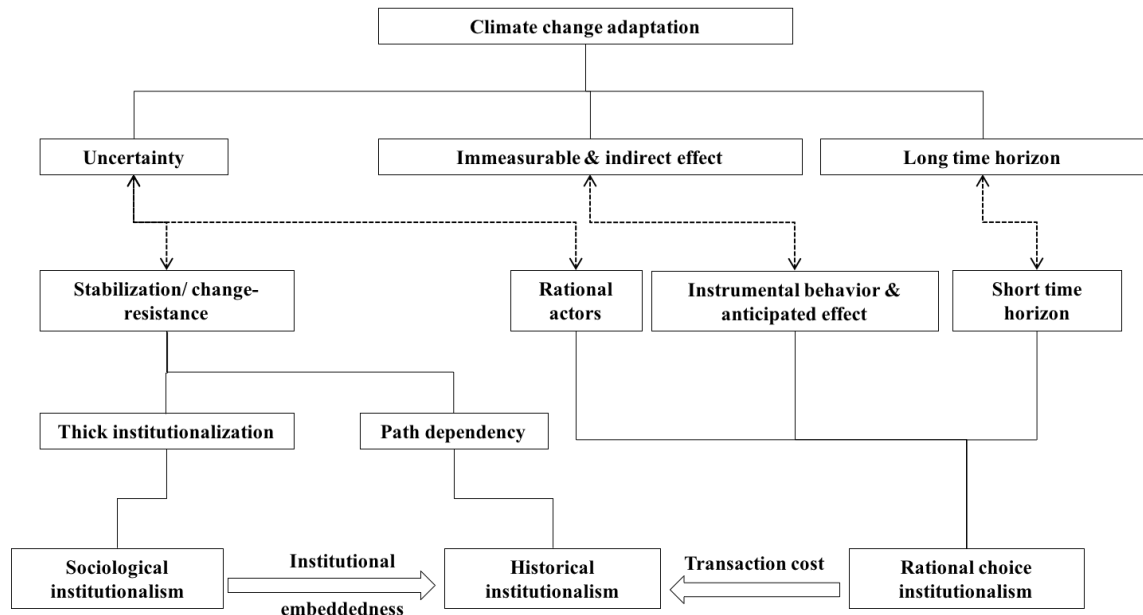 Climate change adaptation
Uncertainty
Immeasurable & indirect effect
Long time horizon
Stabilization/ change-
resistance
Rational
actors
Instrumental behavior &
anticipated effect
Short time
horizon
Thick institutionalization
Path dependency
Sociological
institutionalism
Institutional
embeddedness
Historical
institutionalism
Transaction cost
Rational choice
institutionalism